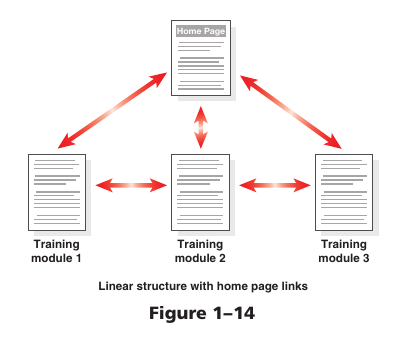 Home Page
Training
module 1
Training
module 2
Training
module 3
Linear structure with home page links
Figure 1–14